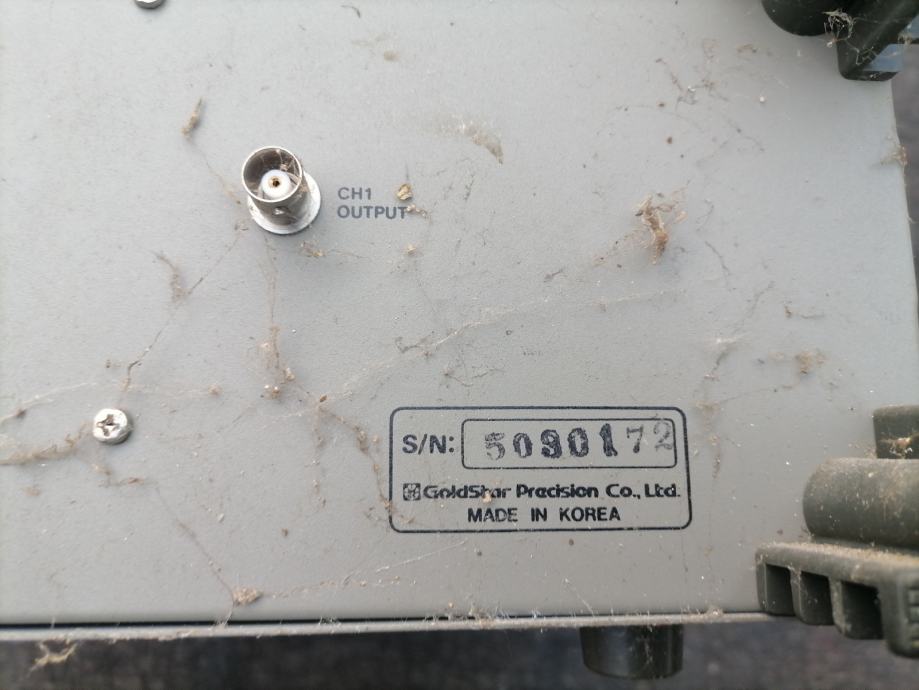 CH1
OUTPUT
S/N: 5090172
GoldStar Precision Co., Ltd.
MADE IN KOREA